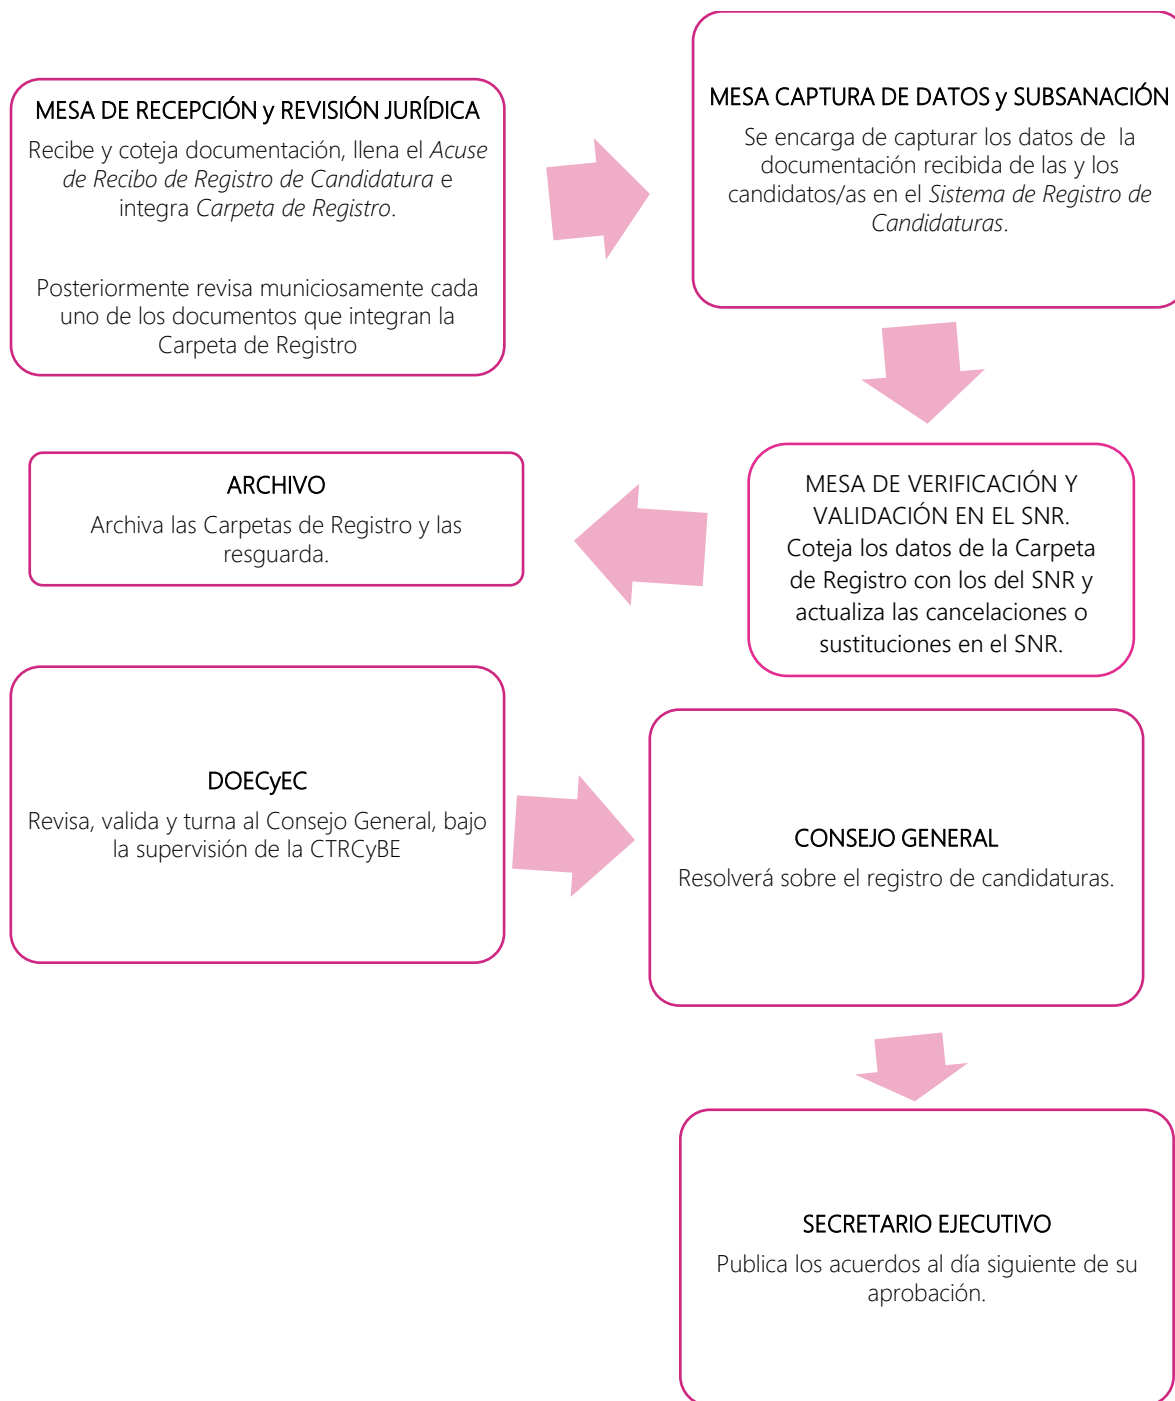 MESA DE RECEPCIÓN y REVISIÓN JURÍDICA
Recibe y coteja documentación, llena el Acuse
de Recibo de Registro de Candidatura e
integra Carpeta de Registro.
Posteriormente revisa municiosamente cada
uno de los documentos que integran la
Carpeta de Registro
MESA CAPTURA DE DATOS y SUBSANACIÓN
Se encarga de capturar los datos de la
documentación recibida de las y los
candidatos/as en el Sistema de Registro de
Candidaturas.
MESA DE VERIFICACIÓN Y
VALIDACIÓN EN EL SNR.
Coteja los datos de la Carpeta
de Registro con los del SNR y
actualiza las cancelaciones o
sustituciones en el SNR.
ARCHIVO
Archiva las Carpetas de Registro y las
resguarda.
DOECyEC
Revisa, valida y turna al Consejo General, bajo
la supervisión de la CTRCyBE
CONSEJO GENERAL
Resolverá sobre el registro de candidaturas.
SECRETARIO EJECUTIVO
Publica los acuerdos al día siguiente de su
aprobación.